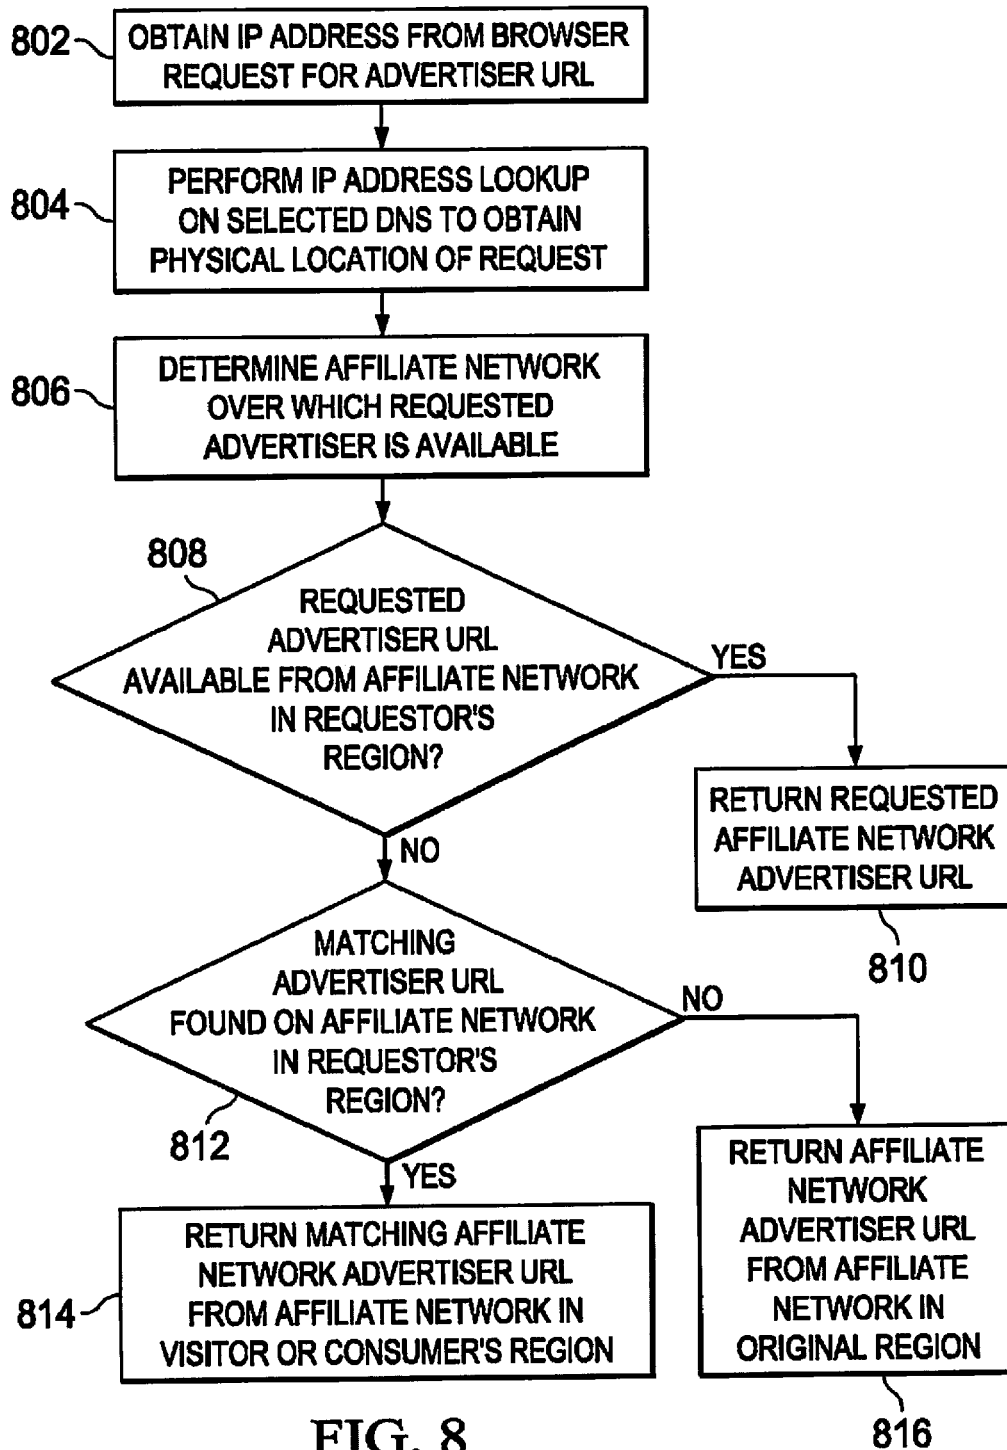 802
OBTAIN IP ADDRESS FROM BROWSER
REQUEST FOR ADVERTISER URL
804
PERFORM IP ADDRESS LOOKUP
ON SELECTED DNS TO OBTAIN
PHYSICAL LOCATION OF REQUEST
806
DETERMINE AFFILIATE NETWORK
OVER WHICH REQUESTED
ADVERTISER IS AVAILABLE
808
REQUESTED
ADVERTISER URL
AVAILABLE FROM AFFILIATE NETWORK
IN REQUESTOR'S
REGION?
YES
RETURN REQUESTED
AFFILIATE NETWORK
ADVERTISER URL
810
NO
MATCHING
ADVERTISER URL
FOUND ON AFFILIATE NETWORK
IN REQUESTOR'S
REGION?
812
NO
YES
814
RETURN MATCHING AFFILIATE
NETWORK ADVERTISER URL
FROM AFFILIATE NETWORK IN
VISITOR OR CONSUMER'S REGION
RETURN AFFILIATE
NETWORK
ADVERTISER URL
FROM AFFILIATE
NETWORK IN
ORIGINAL REGION
816
FIG. 8